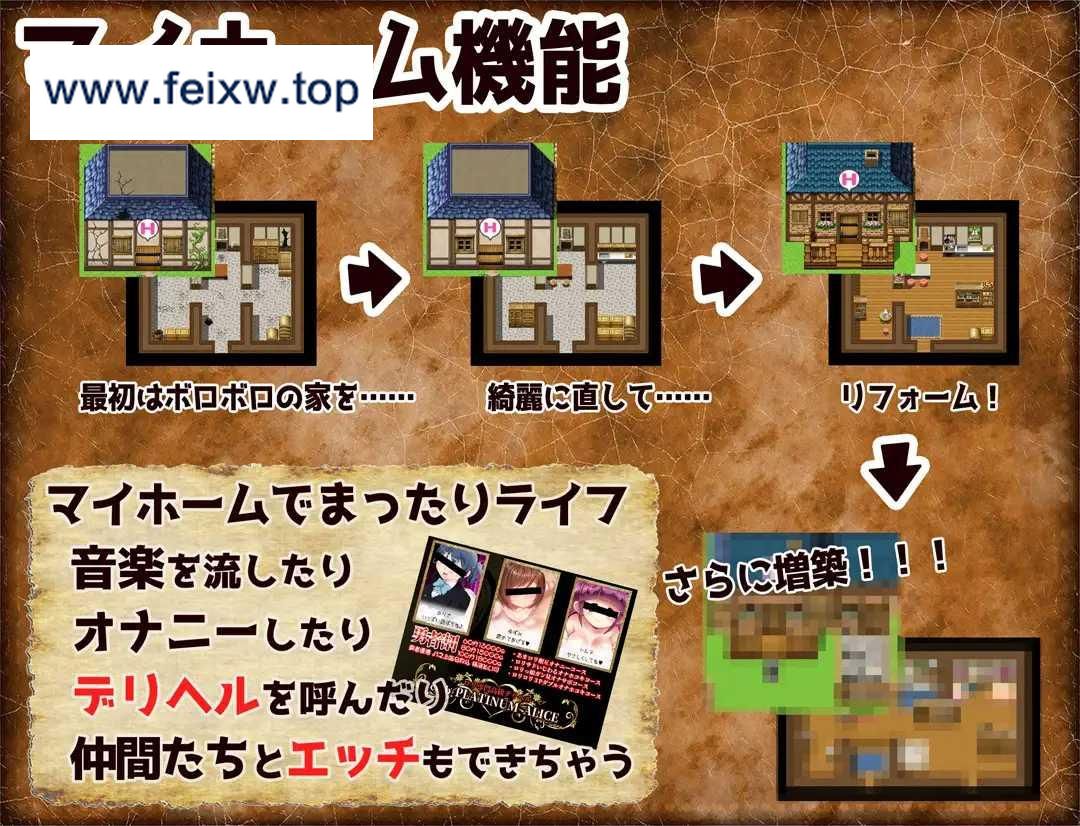 マイホーム機能
www.feixw.top
最初はボロボロの家を……
綺麗に直して……
リフォーム！
さらに増築！！！
マイホームでまったりライフ
音楽を流したり
オナニーしたり
デリヘルを呼んだり
仲間たちとエッチもできちゃう
PLATINUM ALICE